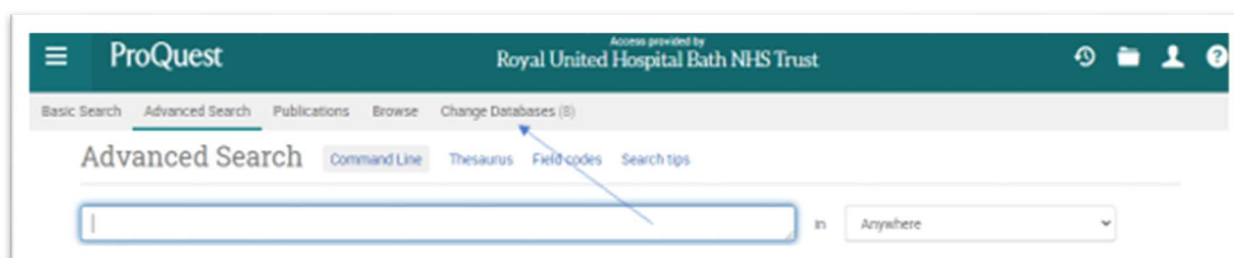 Access provided by
ProQuest Royal United Hospital Bath NHS Trust ?
Basic Search Advanced Search Publications Browse Change Databases (8)
Advanced Search Command Line Thesaurus Field codes Search tips
in Anywhere